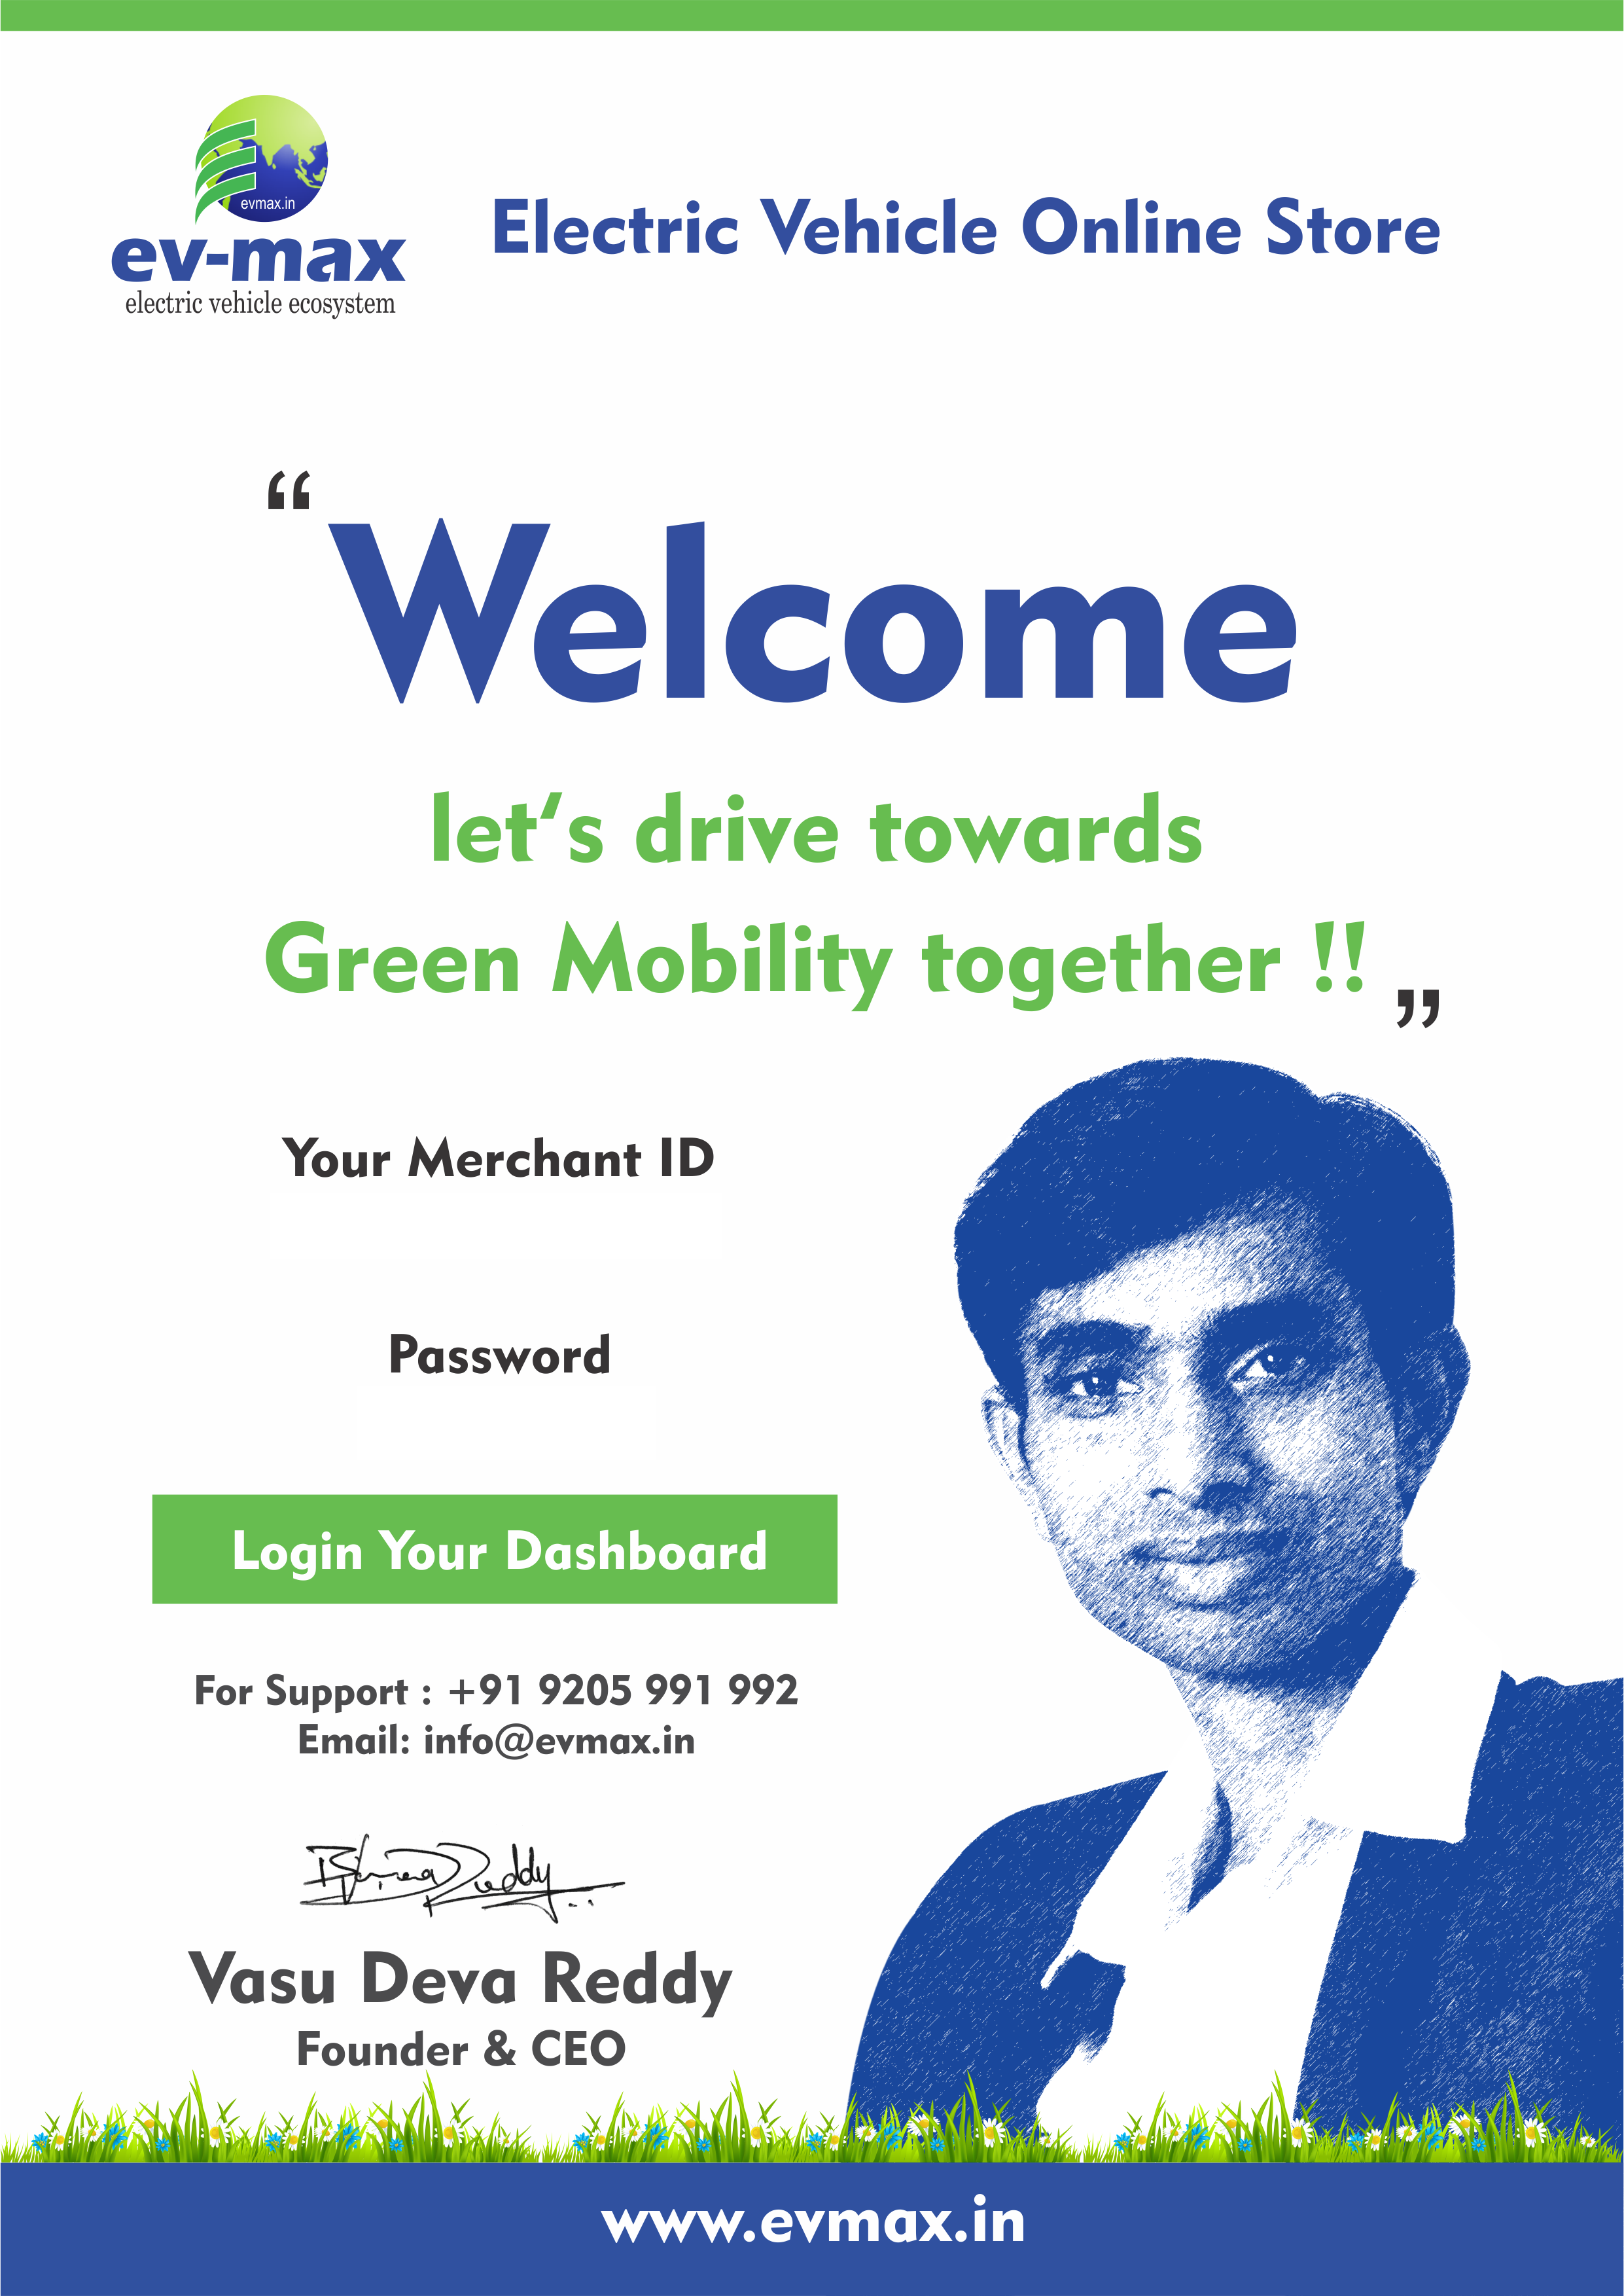 evmax.in
ev-max
electric vehicle ecosystem
Electric Vehicle Online Store
“Welcome
let‘s drive towards
Green Mobility together !!”
Your Merchant ID
Password
Login Your Dashboard
For Support : +91 9205 991 992
Email: info@evmax.in
Reddy
Vasu Deva Reddy
Founder & CEO
www.evmax.in